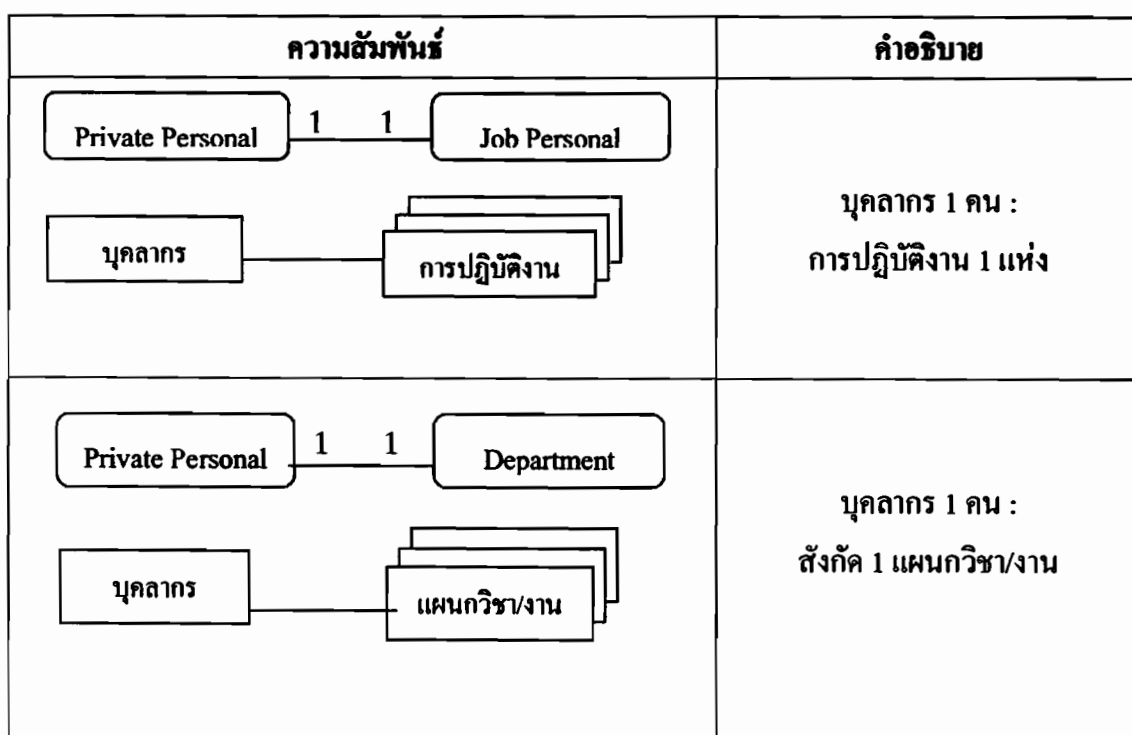 ความสัมพันธ์ คำอธิบาย
Private Personal 1 1 Job Personal
บุคลากร การปฏิบัติงาน
บุคลากร 1 คน :
การปฏิบัติงาน 1 แห่ง
Private Personal 1 1 Department
บุคลากร แผนกวิชา/งาน
บุคลากร 1 คน :
สังกัด 1 แผนกวิชา/งาน